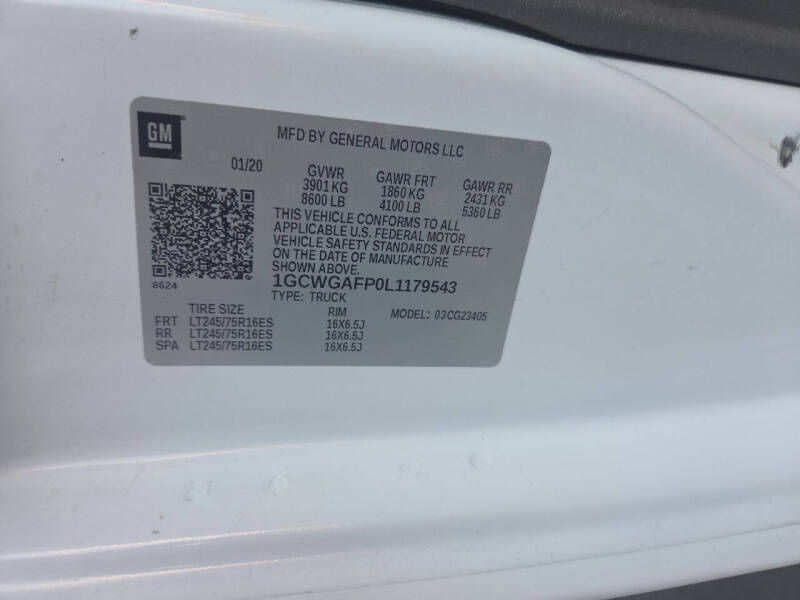 GM
MFD BY GENERAL MOTORS LLC
01/20 GVWR GAWR FRT GAWR RR
3901 KG 1860 KG 2431 KG
8600 LB 4100 LB 5360 LB
THIS VEHICLE CONFORMS TO ALL
APPLICABLE U.S. FEDERAL MOTOR
VEHICLE SAFETY STANDARDS IN EFFECT
ON THE DATE OF MANUFACTURE
SHOWN ABOVE.
8624 1GCWGAFP0L1179543
TYPE: TRUCK
TIRE SIZE RIM MODEL: 03CG23405
FRT LT245/75R16ES 16X6.5J
RR LT245/75R16ES 16X6.5J
SPA LT245/75R16ES 16X6.5J